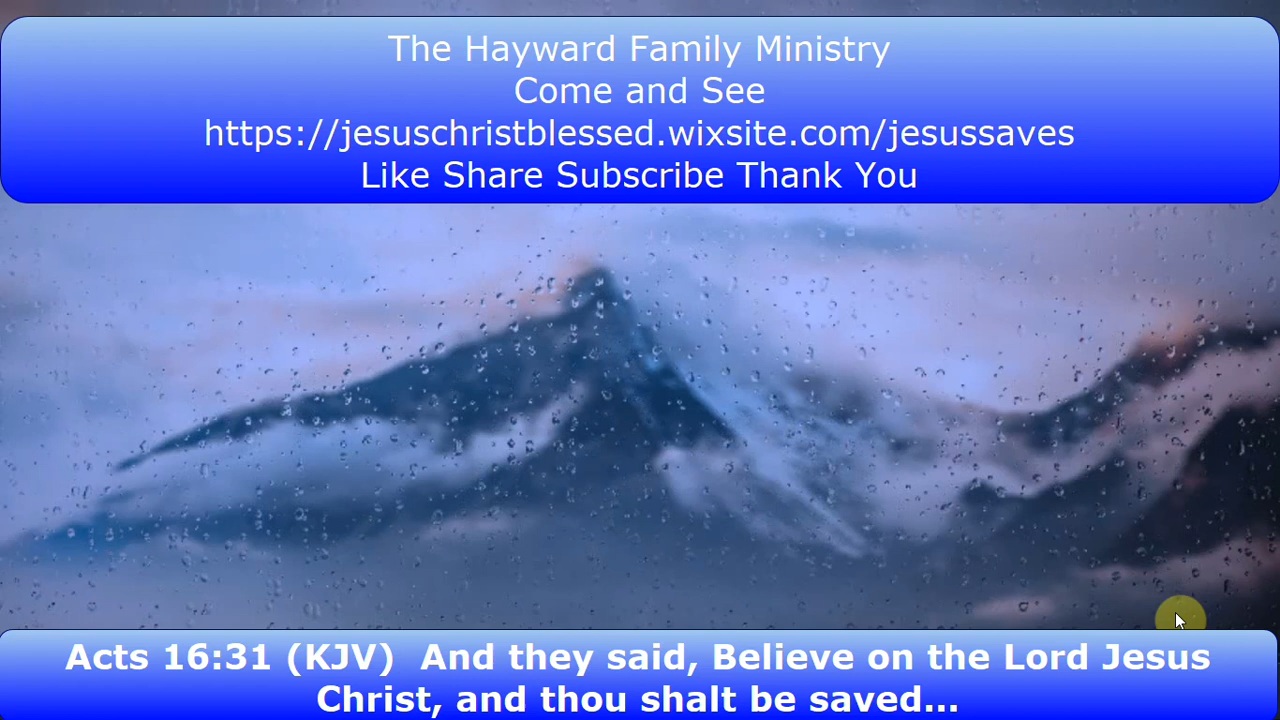 The Hayward Family Ministry
Come and See
https://jesuschristblessed.wixsite.com/jesussaves
Like Share Subscribe Thank You
Acts 16:31 (KJV)  And they said, Believe on the Lord Jesus
Christ, and thou shalt be saved...